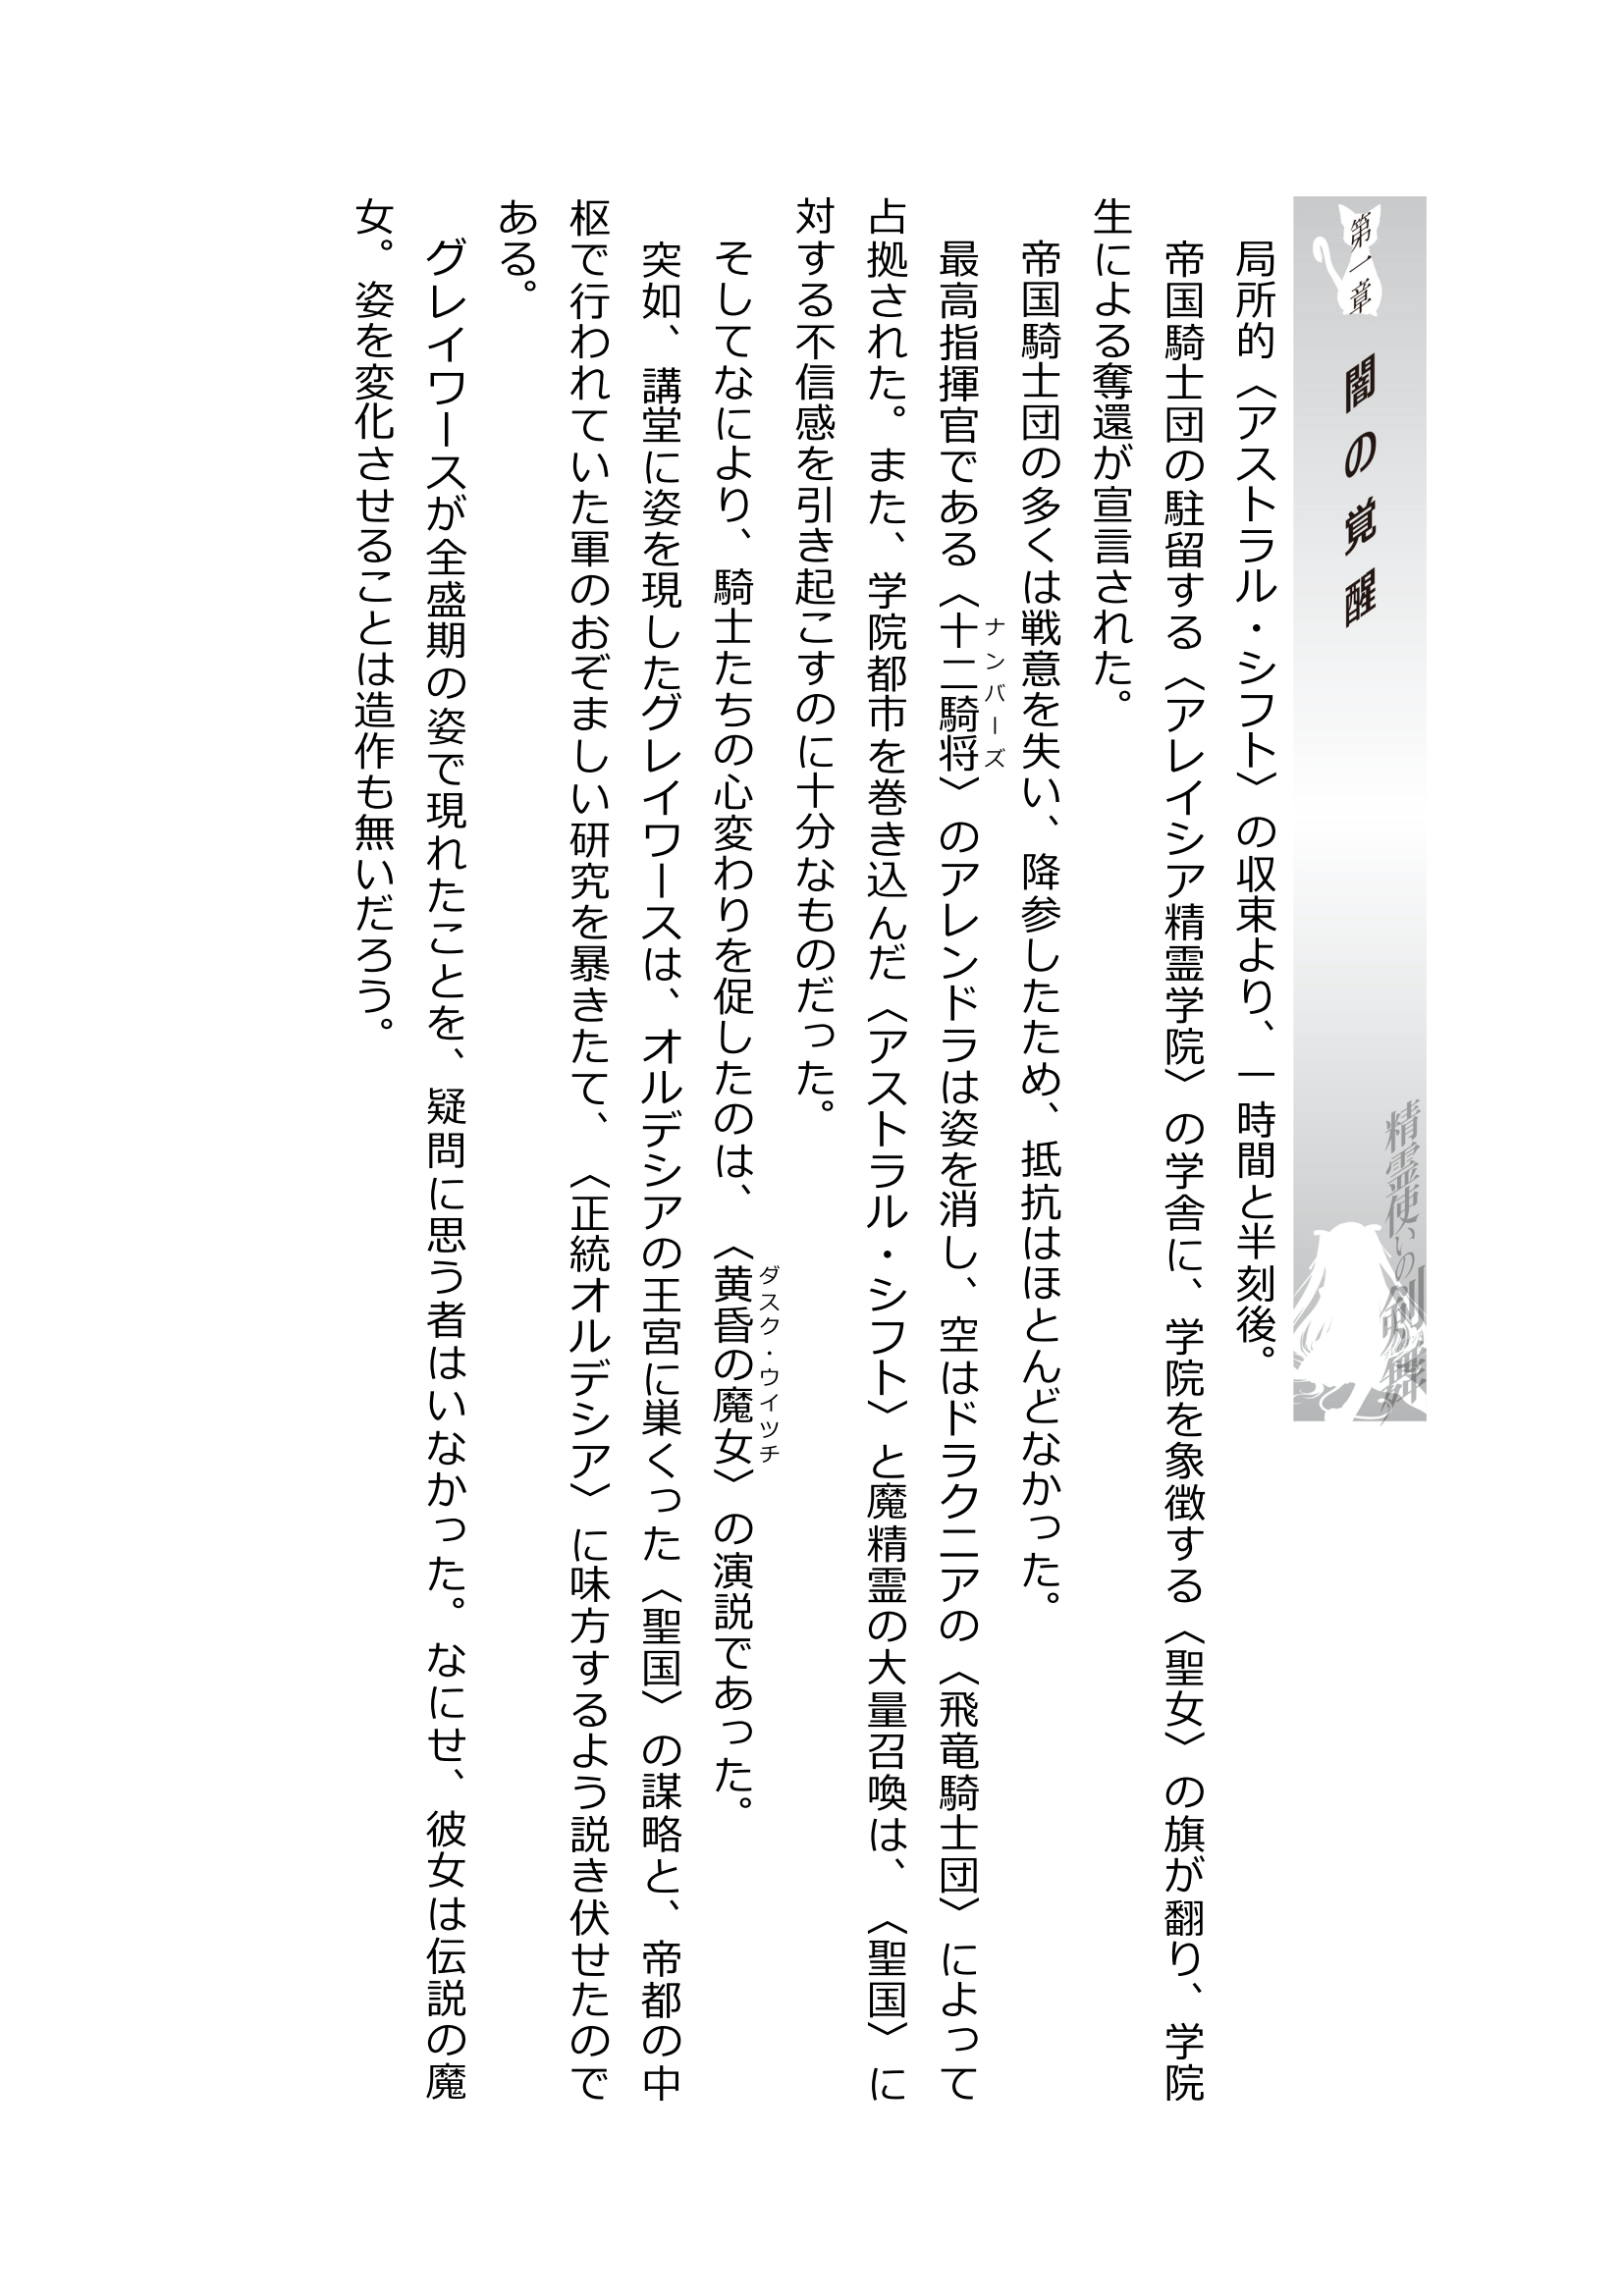 第一章　闇の覚醒
精霊使いの剣舞
　局所的〈アストラル・シフト〉の収束より、一時間と半刻後。
　帝国騎士団の駐留する〈アレイシア精霊学院〉の学舎に、学院を象徴する〈聖女〉の旗が翻り、学院
生による奪還が宣言された。
　帝国騎士団の多くは戦意を失い、降参したため、抵抗はほとんどなかった。
ナンバーズ
　最高指揮官である〈十二騎将〉のアレンドラは姿を消し、空はドラクニアの〈飛竜騎士団〉によって
占拠された。また、学院都市を巻き込んだ〈アストラル・シフト〉と魔精霊の大量召喚は、〈聖国〉に
対する不信感を引き起こすのに十分なものだった。
ダスク・ウイッチ
　そしてなにより、騎士たちの心変わりを促したのは、〈黄昏の魔女〉の演説であった。
　突如、講堂に姿を現したグレイワースは、オルデシアの王宮に巣くった〈聖国〉の謀略と、帝都の中
枢で行われていた軍のおぞましい研究を暴きたて、〈正統オルデシア〉に味方するよう説き伏せたので
ある。
　グレイワースが全盛期の姿で現れたことを、疑問に思う者はいなかった。なにせ、彼女は伝説の魔
女。姿を変化させることは造作も無いだろう。